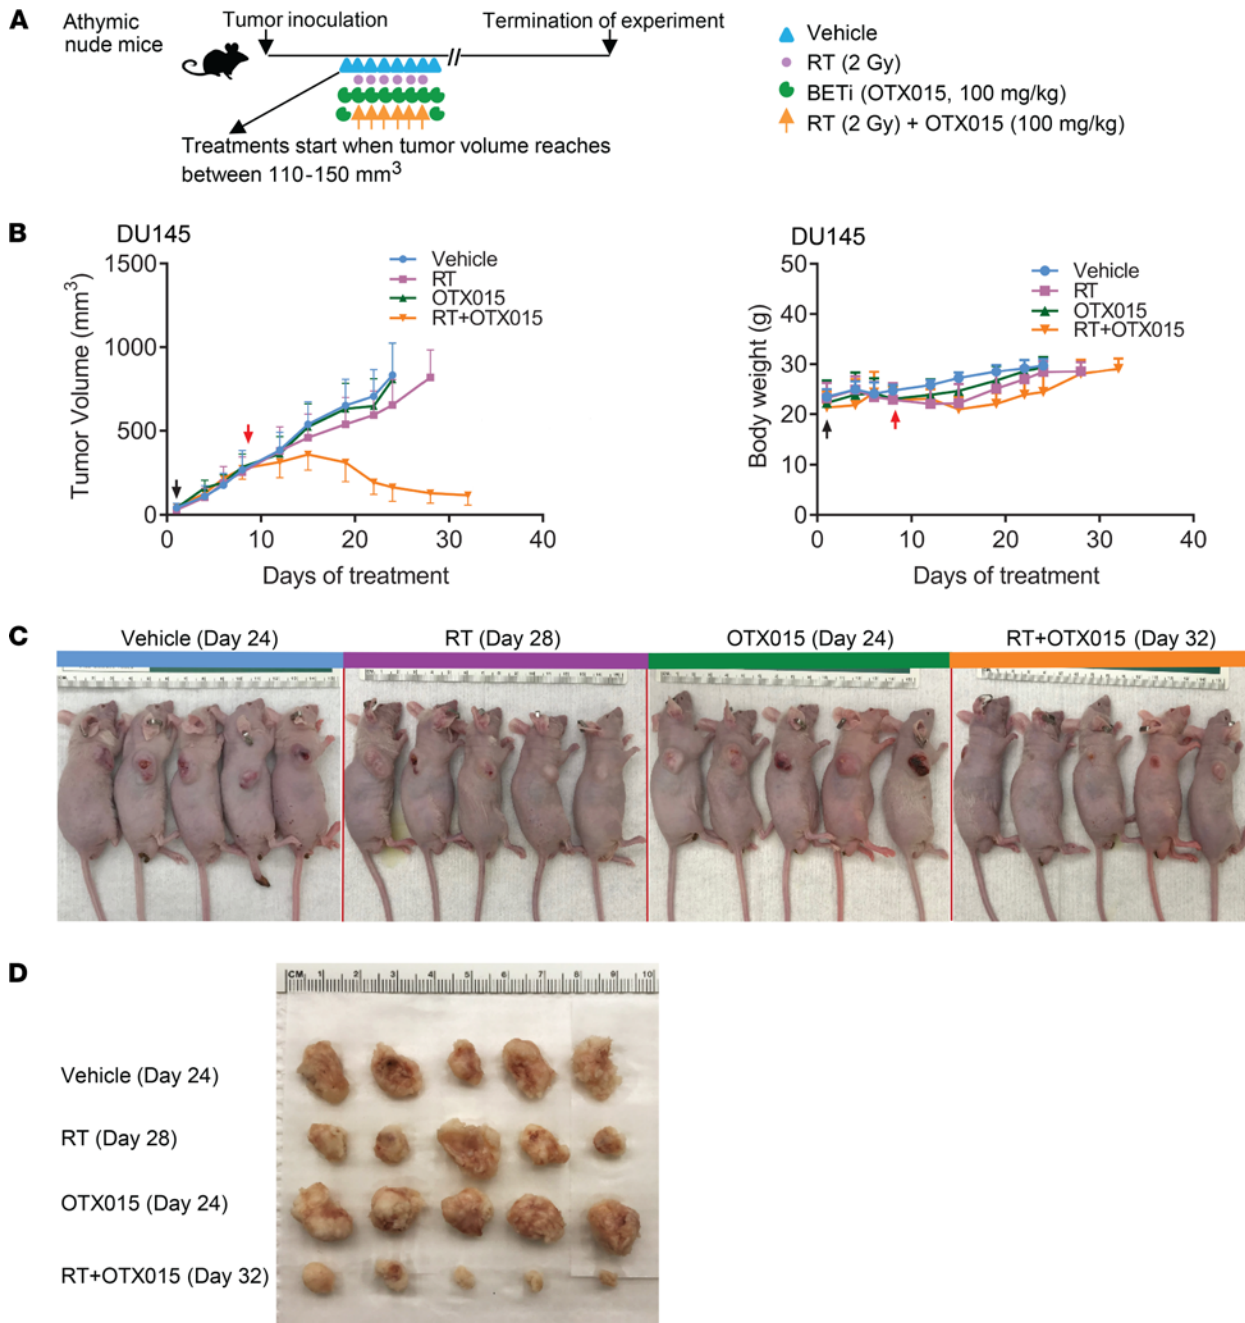 A
Athymic
nude mice
Tumor inoculation
Termination of experiment
Treatments start when tumor volume reaches
between 110-150 mm³
Vehicle
RT (2 Gy)
BETi (OTX015, 100 mg/kg)
RT (2 Gy) + OTX015 (100 mg/kg)
B
DU145
Tumor Volume (mm³)
1500
1000
500
0
0 10 20 30 40
Days of treatment
Vehicle
RT
OTX015
RT+OTX015
DU145
Body weight (g)
50
40
30
20
10
0
0 10 20 30 40
Days of treatment
Vehicle
RT
OTX015
RT+OTX015
C
Vehicle (Day 24)
RT (Day 28)
OTX015 (Day 24)
RT+OTX015 (Day 32)
D
CM 1 2 3 4 5 6 7 8 9 10
Vehicle (Day 24)
RT (Day 28)
OTX015 (Day 24)
RT+OTX015 (Day 32)